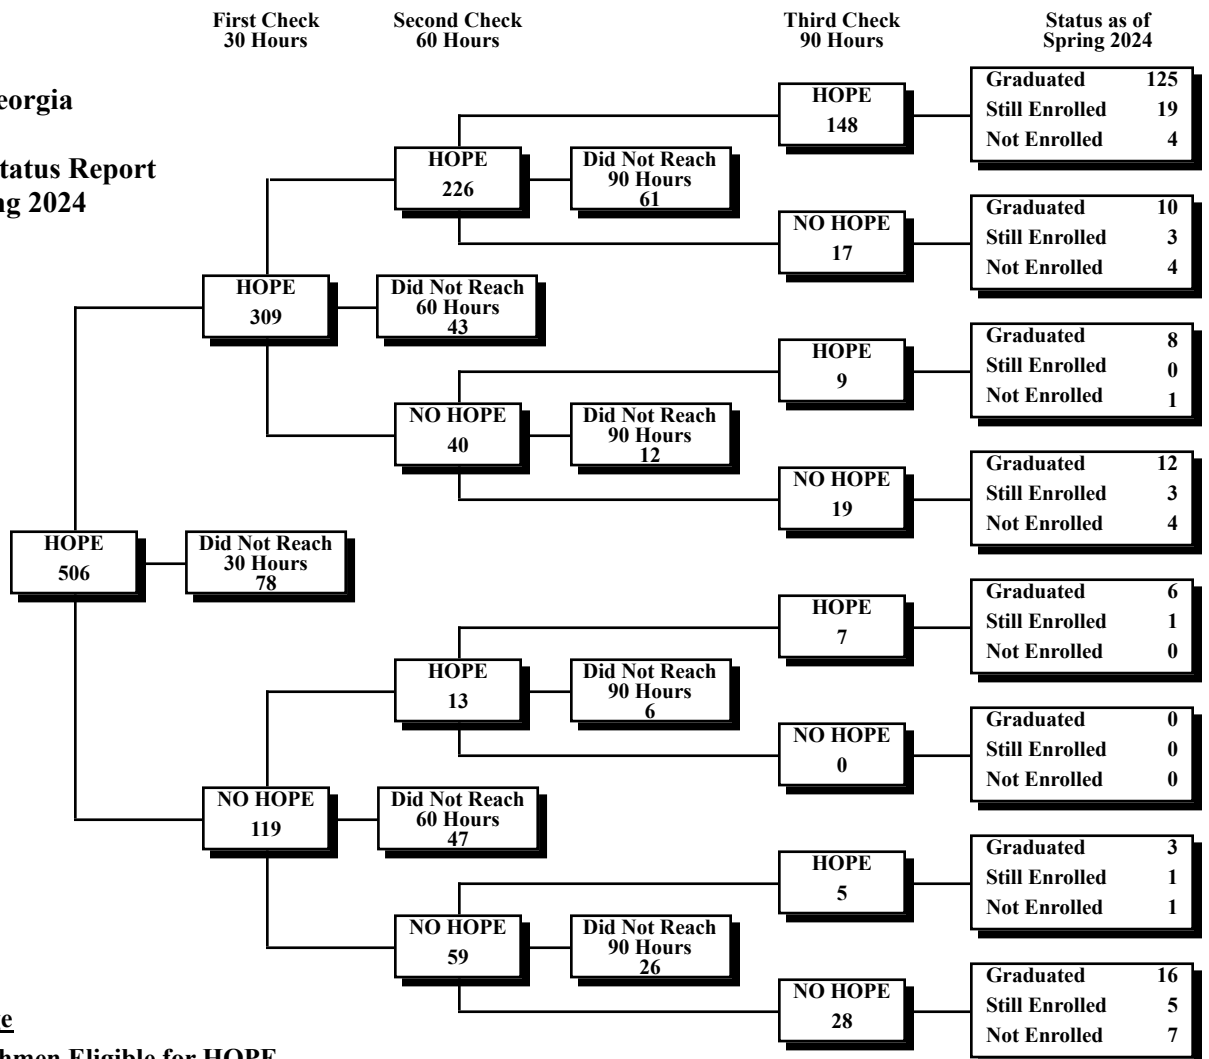 First Check
30 Hours
Second Check
60 Hours
Third Check
90 Hours
Status as of
Spring 2024
Status Report
2024
HOPE
506
Did Not Reach
30 Hours
78
HOPE
309
Did Not Reach
60 Hours
43
NO HOPE
119
Did Not Reach
60 Hours
47
HOPE
226
Did Not Reach
90 Hours
61
NO HOPE
40
Did Not Reach
90 Hours
12
HOPE
13
Did Not Reach
90 Hours
6
NO HOPE
59
Did Not Reach
90 Hours
26
HOPE
148
Graduated 125
Still Enrolled 19
Not Enrolled 4
NO HOPE
17
Graduated 10
Still Enrolled 3
Not Enrolled 4
HOPE
9
Graduated 8
Still Enrolled 0
Not Enrolled 1
NO HOPE
19
Graduated 12
Still Enrolled 3
Not Enrolled 4
HOPE
7
Graduated 6
Still Enrolled 1
Not Enrolled 0
NO HOPE
0
Graduated 0
Still Enrolled 0
Not Enrolled 0
HOPE
5
Graduated 3
Still Enrolled 1
Not Enrolled 1
NO HOPE
28
Graduated 16
Still Enrolled 5
Not Enrolled 7
Eligible for HOPE